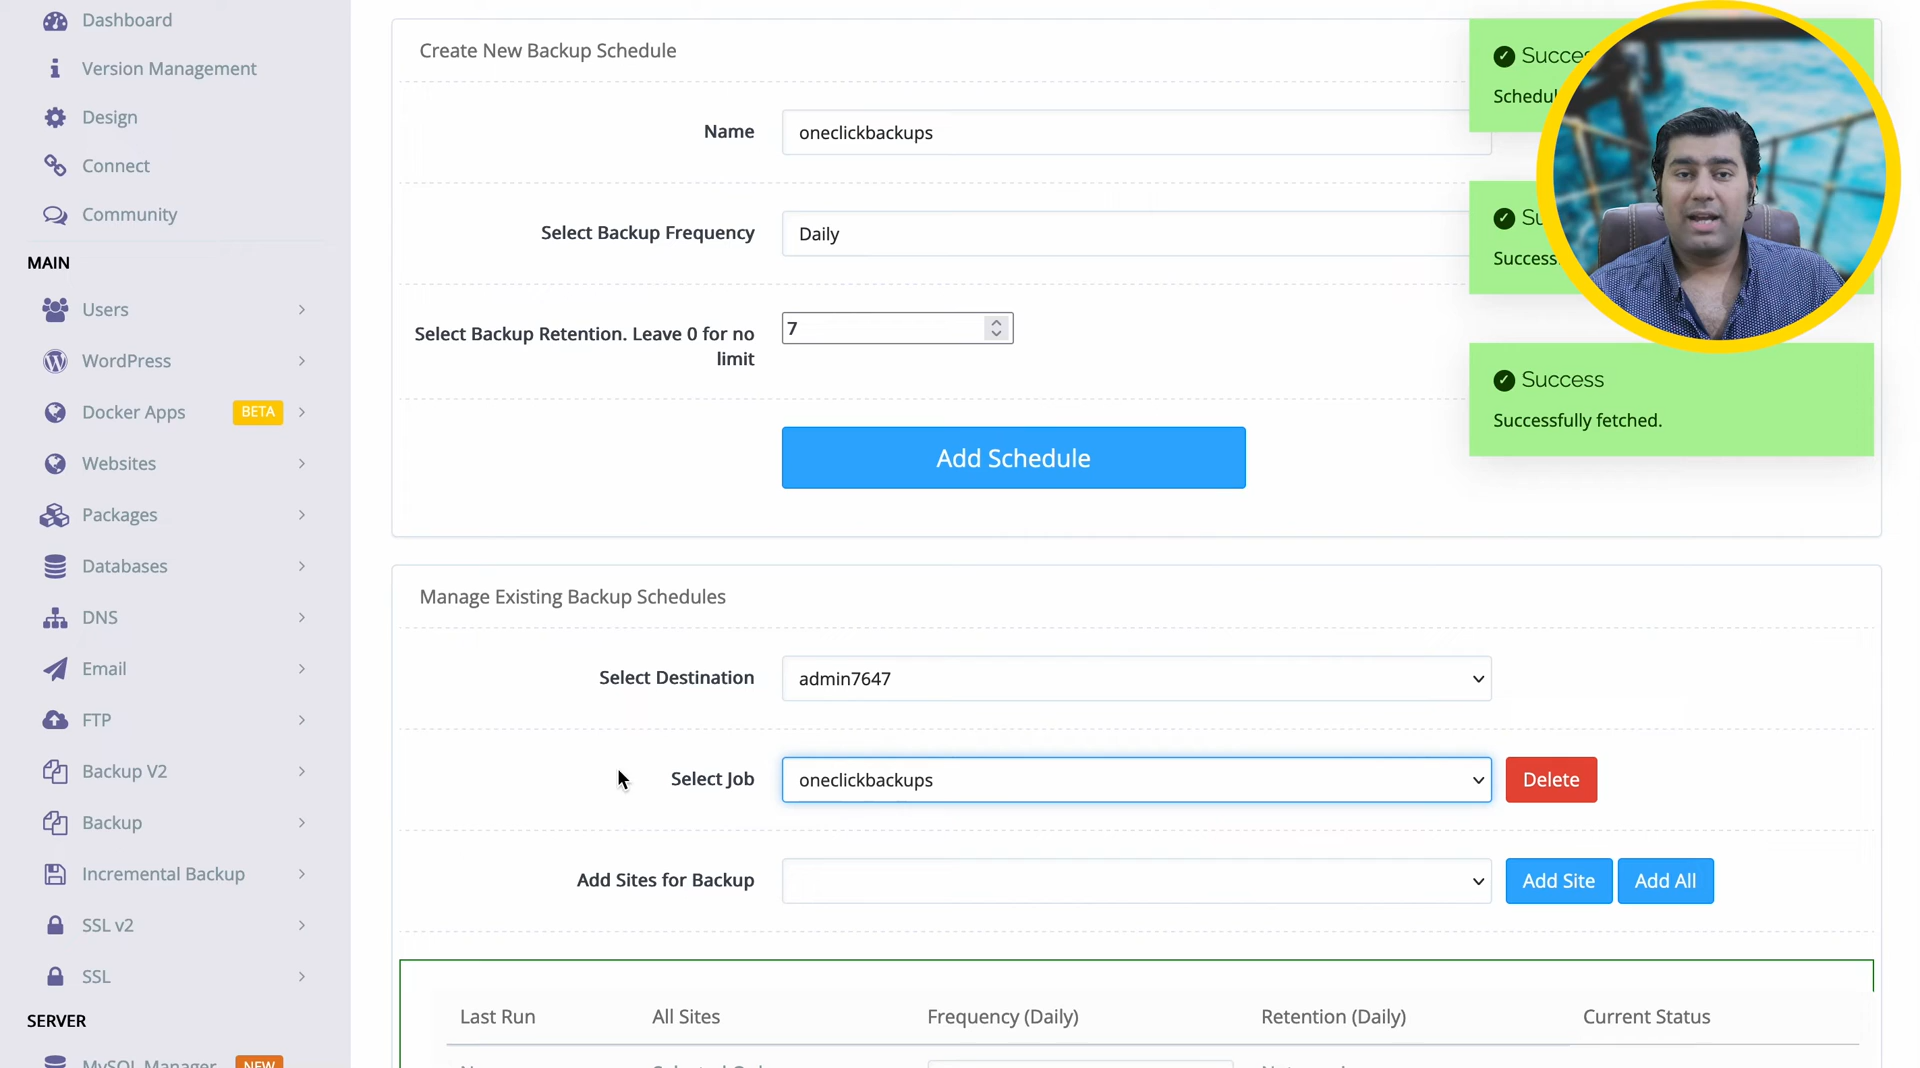 Dashboard
Version Management
Design
Connect
Community
MAIN
Users
WordPress
Docker Apps BETA
Websites
Packages
Databases
DNS
Email
FTP
Backup V2
Backup
Incremental Backup
SSL v2
SSL
SERVER
MySQL Manager NEW
Create New Backup Schedule
Name oneclickbackups
Select Backup Frequency Daily
Select Backup Retention. Leave 0 for no
limit
7
Add Schedule
Success
Successfully fetched.
Manage Existing Backup Schedules
Select Destination admin7647
Select Job oneclickbackups Delete
Add Sites for Backup Add Site Add All
Last Run All Sites Frequency (Daily) Retention (Daily) Current Status